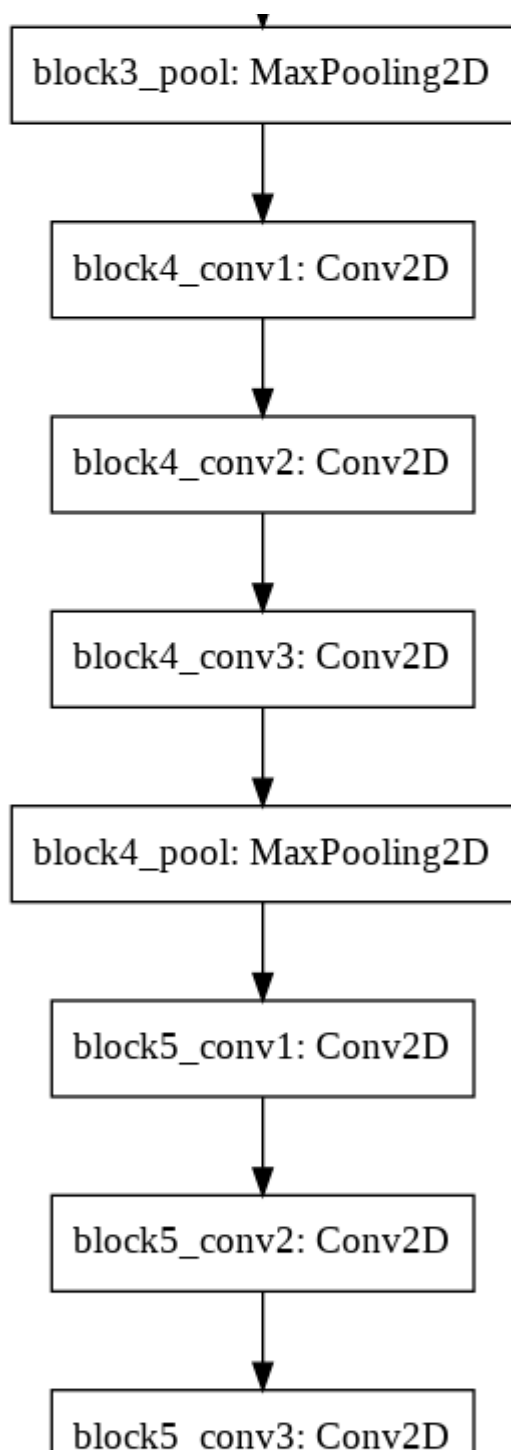 block3_pool: MaxPooling2D
block4_conv1: Conv2D
block4_conv2: Conv2D
block4_conv3: Conv2D
block4_pool: MaxPooling2D
block5_conv1: Conv2D
block5_conv2: Conv2D
block5_conv3: Conv2D